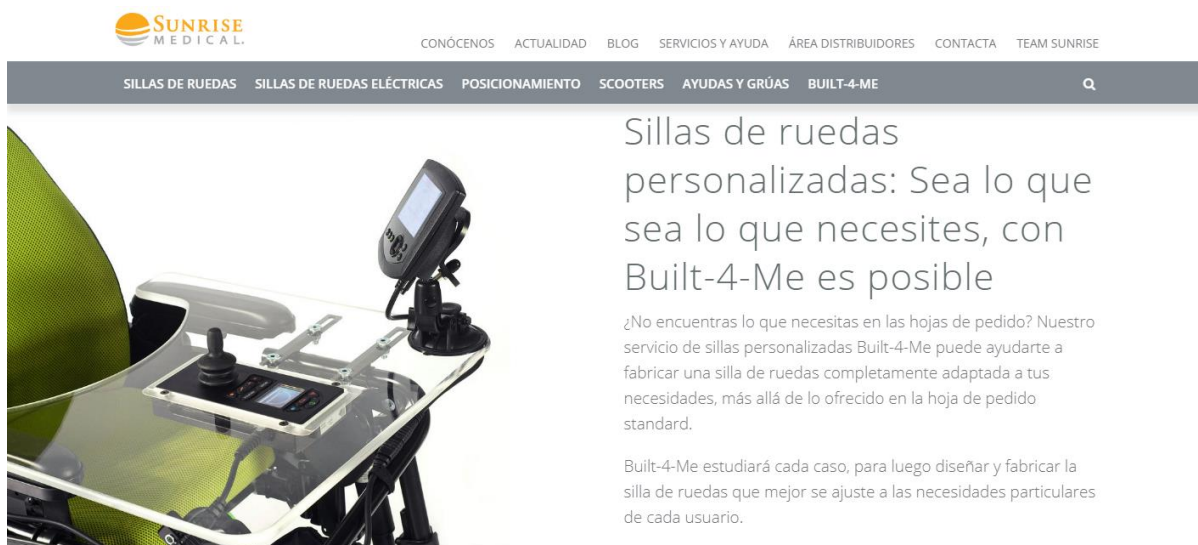 SUNRISE
MEDICAL.
CONÓCENOS ACTUALIDAD BLOG SERVICIOS Y AYUDA ÁREA DISTRIBUIDORES CONTACTA TEAM SUNRISE
SILLAS DE RUEDAS SILLAS DE RUEDAS ELÉCTRICAS POSICIONAMIENTO SCOOTERS AYUDAS Y GRÚAS BUILT-4-ME
Sillas de ruedas
personalizadas: Sea lo que
sea lo que necesites, con
Built-4-Me es posible
¿No encuentras lo que necesitas en las hojas de pedido? Nuestro
servicio de sillas personalizadas Built-4-Me puede ayudarte a
fabricar una silla de ruedas completamente adaptada a tus
necesidades, más allá de lo ofrecido en la hoja de pedido
standard.
Built-4-Me estudiará cada caso, para luego diseñar y fabricar la
silla de ruedas que mejor se ajuste a las necesidades particulares
de cada usuario.